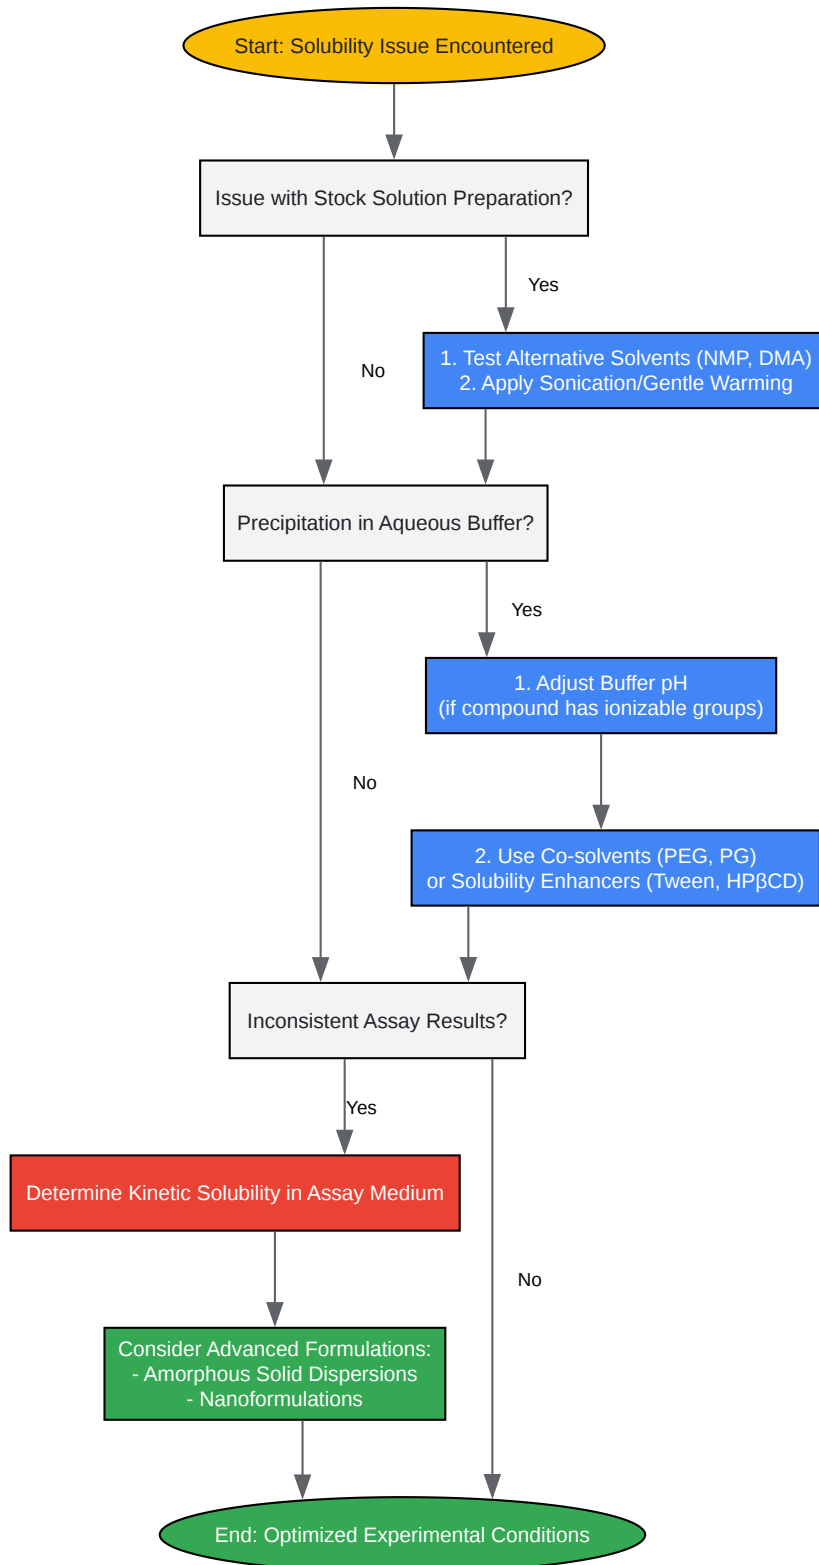 Start: Solubility Issue Encountered
Issue with Stock Solution Preparation?
Yes
1. Test Alternative Solvents (NMP, DMA)
2. Apply Sonication/Gentle Warming
No
Precipitation in Aqueous Buffer?
Yes
1. Adjust Buffer pH
(if compound has ionizable groups)
No
2. Use Co-solvents (PEG, PG)
or Solubility Enhancers (Tween, HPβCD)
Inconsistent Assay Results?
Yes
Determine Kinetic Solubility in Assay Medium
No
Consider Advanced Formulations:
- Amorphous Solid Dispersions
- Nanoformulations
End: Optimized Experimental Conditions